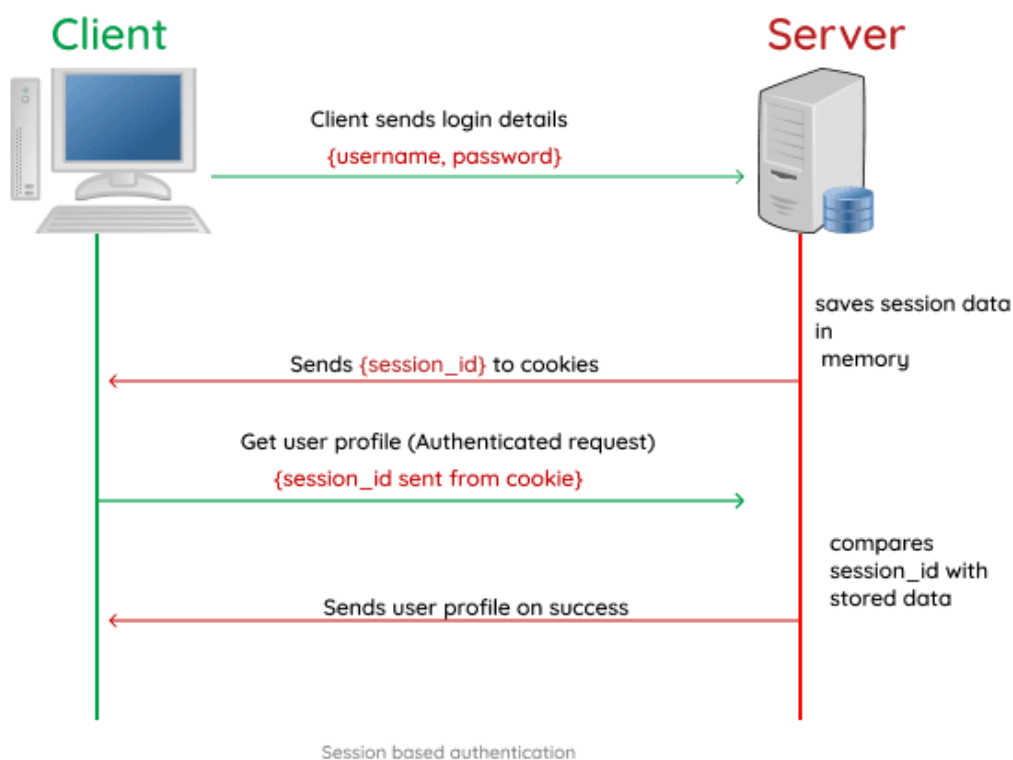 Client
Server
Client sends login details
{username, password}
saves session data
in
memory
Sends {session_id} to cookies
Get user profile (Authenticated request)
{session_id sent from cookie}
compares
session_id with
stored data
Sends user profile on success
Session based authentication